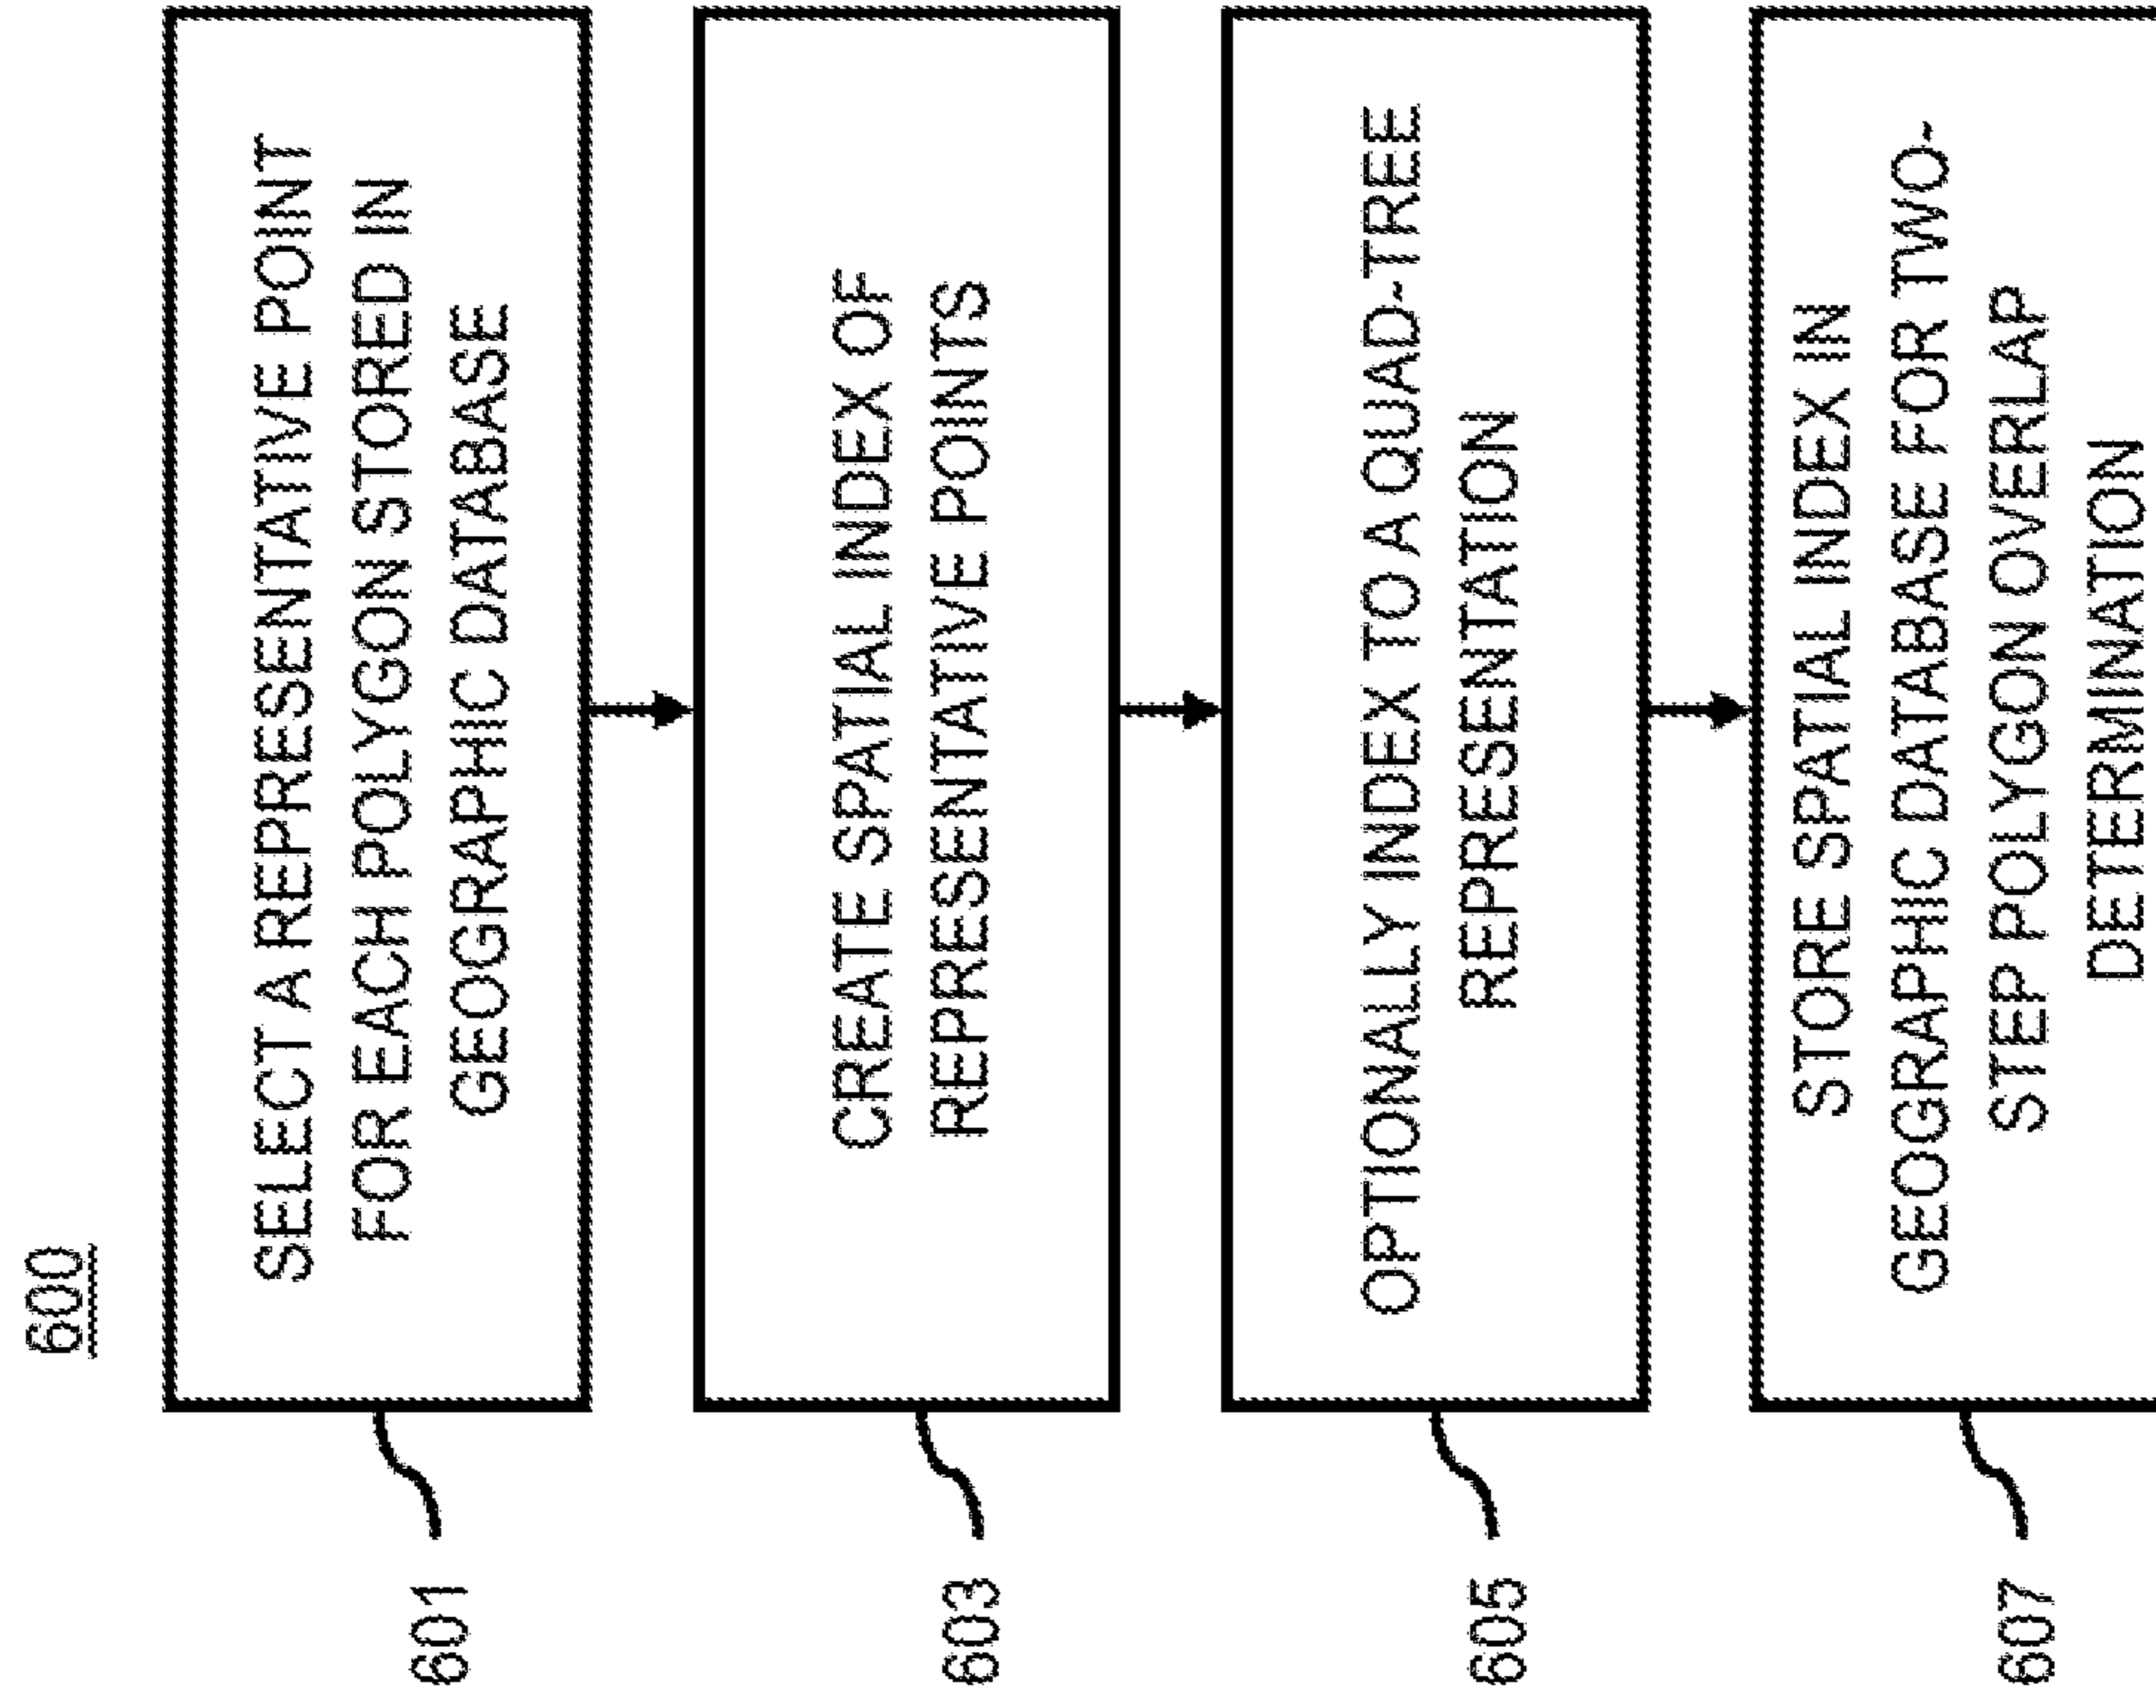 600
601
SELECT A REPRESENTATIVE POINT
FOR EACH POLYGON STORED IN
GEOGRAPHIC DATABASE
603
CREATE SPATIAL INDEX OF
REPRESENTATIVE POINTS
605
OPTIONALLY INDEX TO A QUAD-TREE
REPRESENTATION
607
STORE SPATIAL INDEX IN
GEOGRAPHIC DATABASE FOR TWO-
STEP POLYGON OVERLAP
DETERMINATION